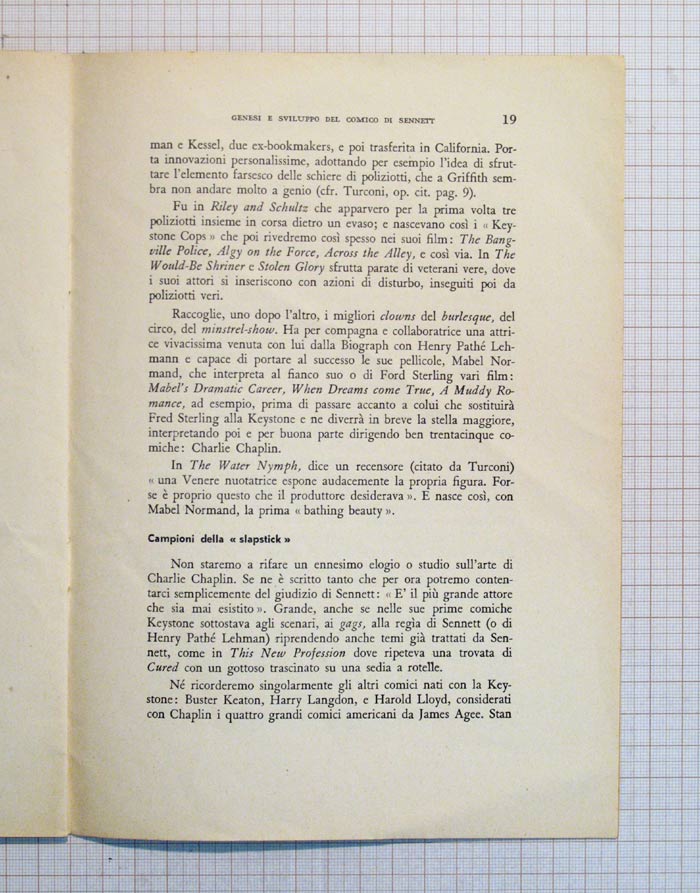 GENESI E SVILUPPO DEL COMICO DI SENNETT 19
man e Kessel, due ex-bookmakers, e poi trasferita in California. Por-
ta innovazioni personalissime, adottando per esempio l'idea di sfrut-
tare l'elemento farsesco delle schiere di poliziotti, che a Griffith sem-
bra non andare molto a genio (cfr. Turconi, op. cit. pag. 9).
Fu in Riley and Schultz che apparvero per la prima volta tre
poliziotti insieme in corsa dietro un evaso; e nascevano così i « Key-
stone Cops » che poi rivedremo così spesso nei suoi film: The Bang-
ville Police, Algy on the Force, Across the Alley, e così via. In The
Would-Be Shriner e Stolen Glory sfrutta parate di veterani vere, dove
i suoi attori si inseriscono con azioni di disturbo, inseguiti poi da
poliziotti veri.
Raccoglie, uno dopo l'altro, i migliori clowns del burlesque, del
circo, del minstrel-show. Ha per compagna e collaboratrice una attri-
ce vivacissima venuta con lui dalla Biograph con Henry Pathé Leh-
mann e capace di portare al successo le sue pellicole, Mabel Nor-
mand, che interpreta al fianco suo o di Ford Sterling vari film:
Mabel's Dramatic Career, When Dreams come True, A Muddy Ro-
mance, ad esempio, prima di passare accanto a colui che sostituirà
Fred Sterling alla Keystone e ne diverrà in breve la stella maggiore,
interpretando poi e per buona parte dirigendo ben trentacinque co-
miche: Charlie Chaplin.
In The Water Nymph, dice un recensore (citato da Turconi)
« una Venere nuotatrice espone audacemente la propria figura. For-
se è proprio questo che il produttore desiderava ». E nasce così, con
Mabel Normand, la prima « bathing beauty ».
Campioni della « slapstick »
Non staremo a rifare un ennesimo elogio o studio sull'arte di
Charlie Chaplin. Se ne è scritto tanto che per ora potremo conten-
tarci semplicemente del giudizio di Sennett: « E' il più grande attore
che sia mai esistito ». Grande, anche se nelle sue prime comiche
Keystone sottostava agli scenari, ai gags, alla regìa di Sennett (o di
Henry Pathé Lehman) riprendendo anche temi già trattati da Sen-
nett, come in This New Profession dove ripeteva una trovata di
Cured con un gottoso trascinato su una sedia a rotelle.
Né ricorderemo singolarmente gli altri comici nati con la Key-
stone: Buster Keaton, Harry Langdon, e Harold Lloyd, considerati
con Chaplin i quattro grandi comici americani da James Agee. Stan